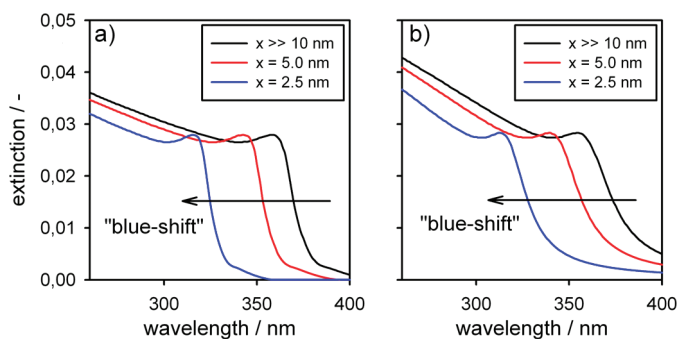 a)
x >> 10 nm
x = 5.0 nm
x = 2.5 nm
0,05
0,04
0,03
0,02
0,01
0,00
extinction / -
"blue-shift"
300
350
400
wavelength / nm
b)
x >> 10 nm
x = 5.0 nm
x = 2.5 nm
"blue-shift"
300
350
400
wavelength / nm